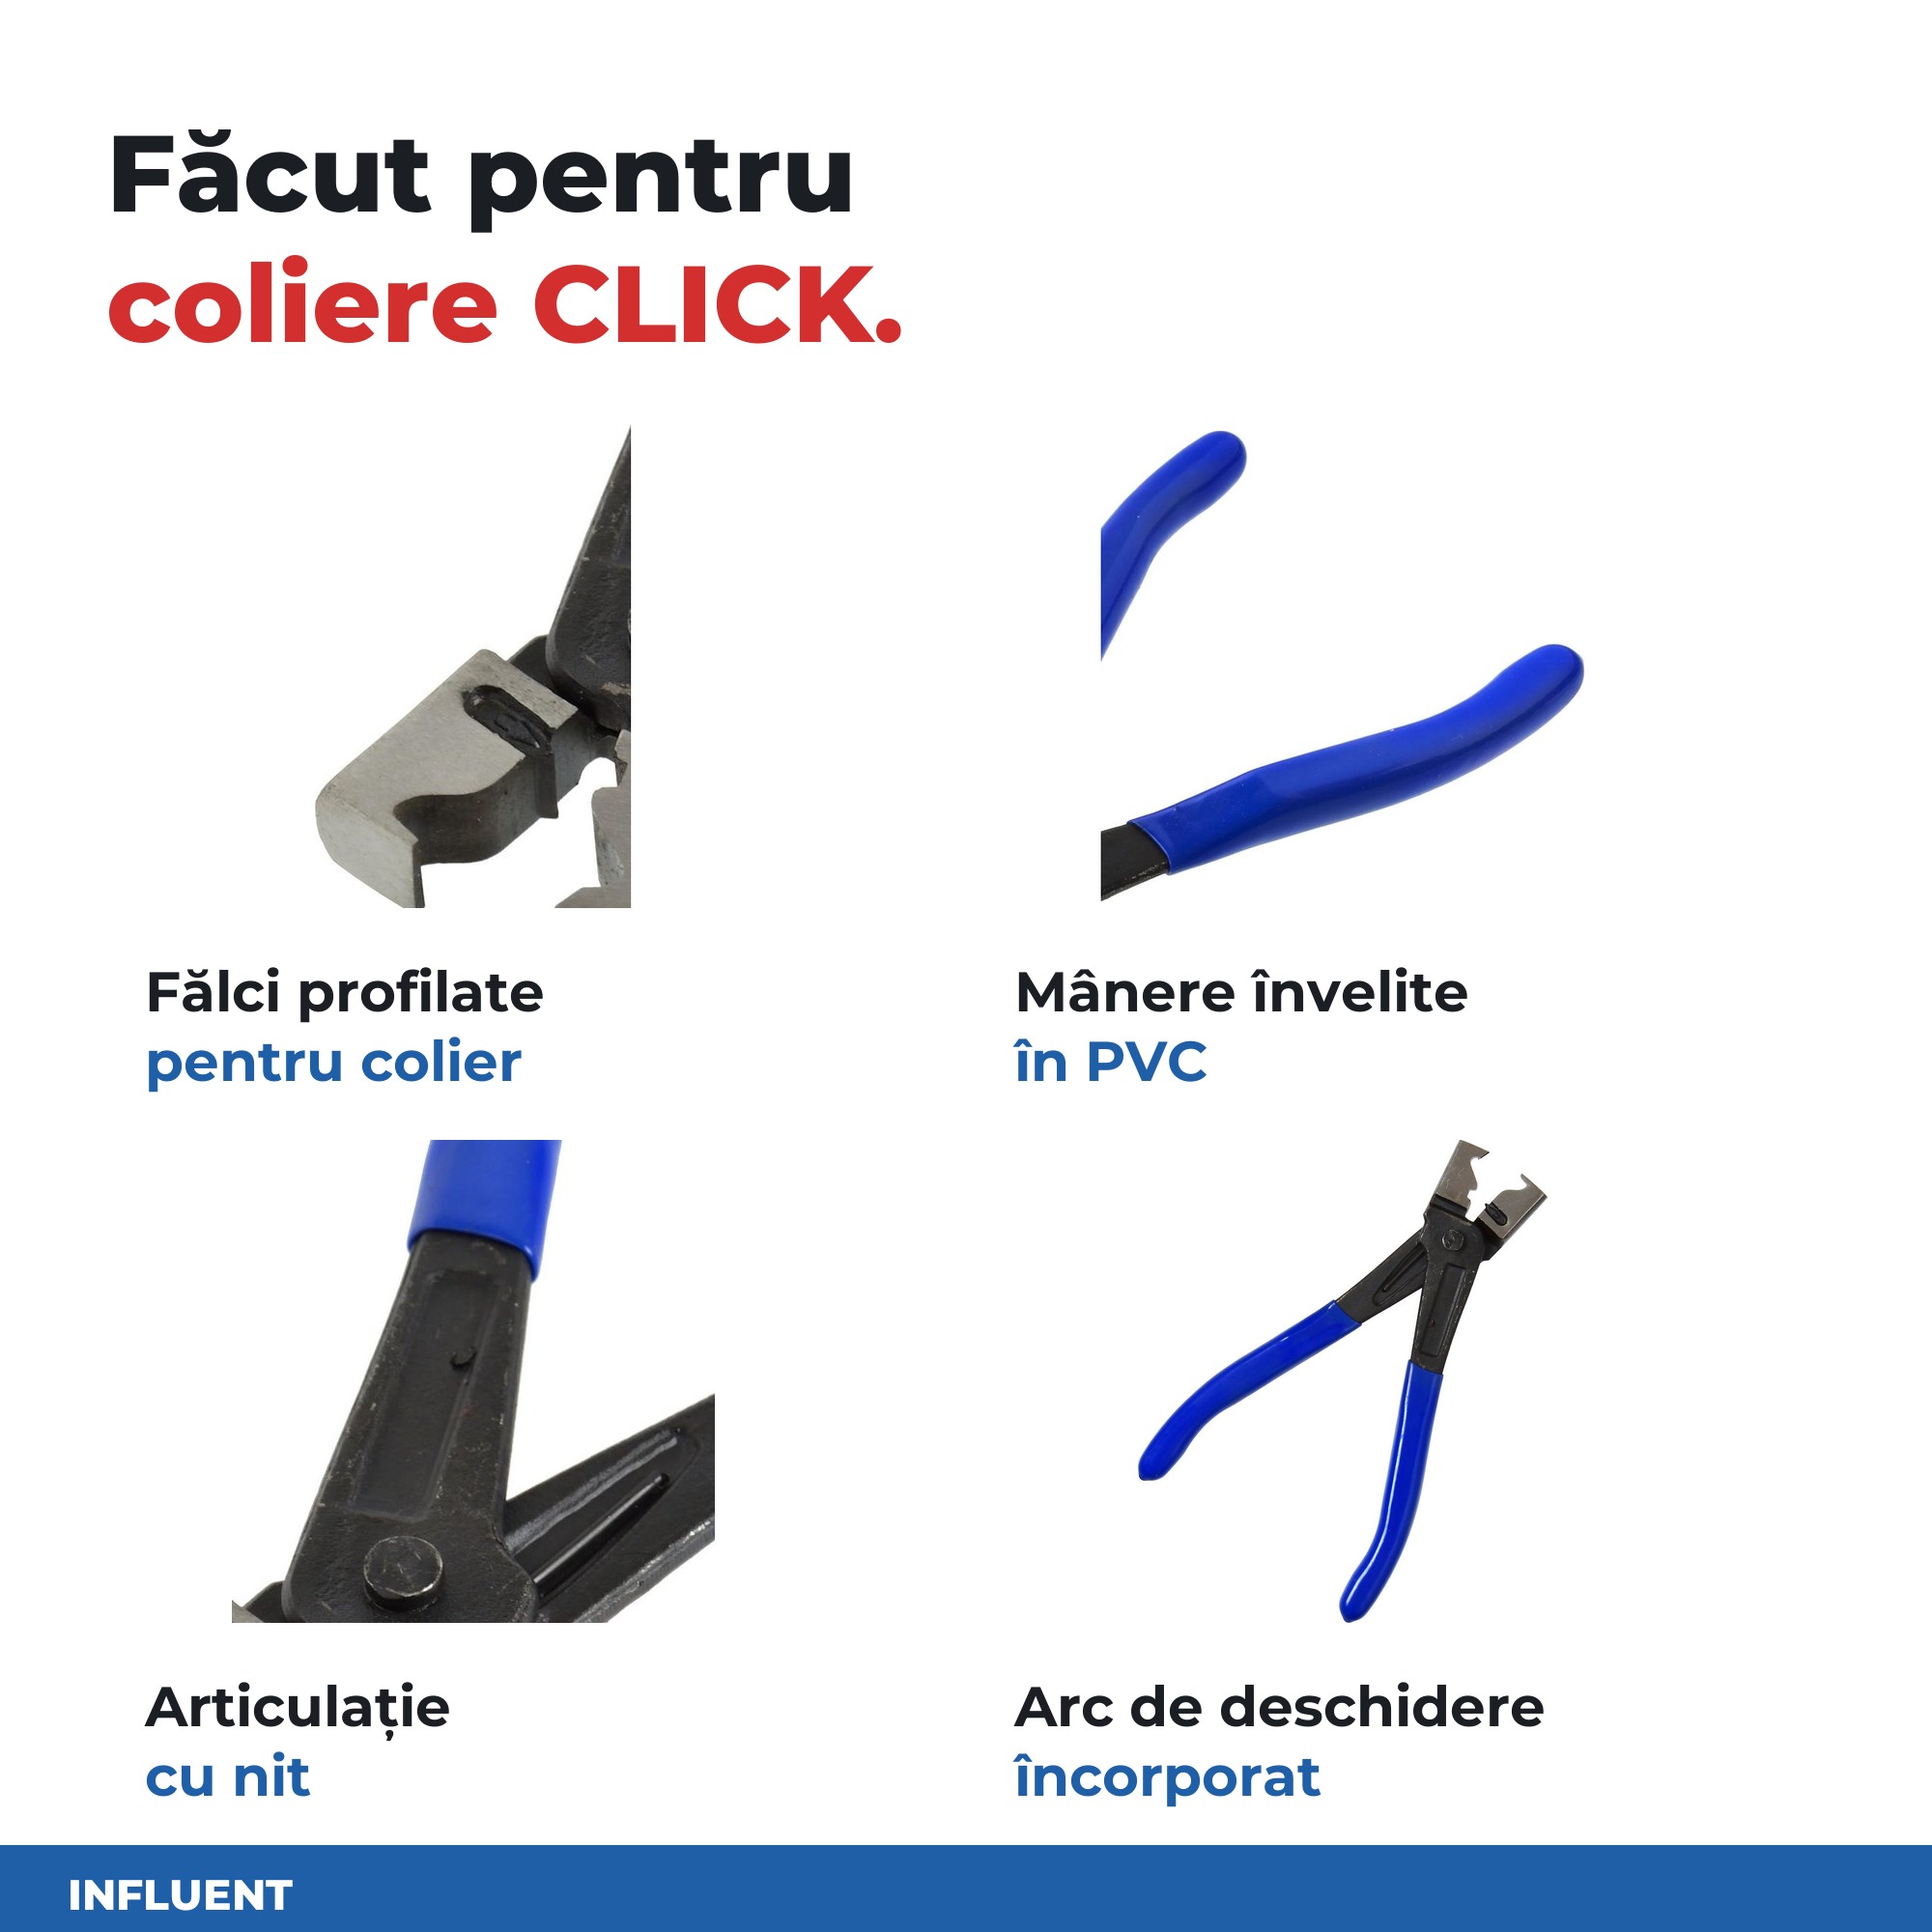 Făcut pentru
coliere CLICK.
Fălci profilate
pentru colier
Mânere învelite
în PVC
Articulație
cu nit
Arc de deschidere
încorporat
INFLUENT